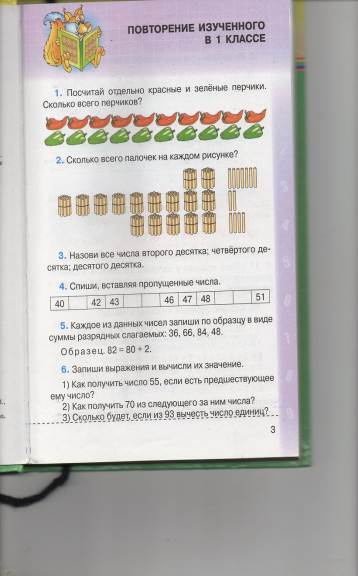 ПОВТОРЕНИЕ ИЗУЧЕННОГО
В 1 КЛАССЕ
1. Посчитай отдельно красные и зелёные перчики.
Сколько всего перчиков?
2. Сколько всего палочек на каждом рисунке?
3. Назови все числа второго десятка; четвёртого де-
сятка; десятого десятка.
4. Спиши, вставляя пропущенные числа.
40 42 43 46 47 48 51
5. Каждое из данных чисел запиши по образцу в виде
суммы разрядных слагаемых: 36, 66, 84, 48.
Образец. 82 = 80 + 2.
6. Запиши выражения и вычисли их значение.
1) Как получить число 55, если есть предшествующее
ему число?
2) Как получить 70 из следующего за ним числа?
3) Сколько будет, если из 93 вычесть число единиц?
3